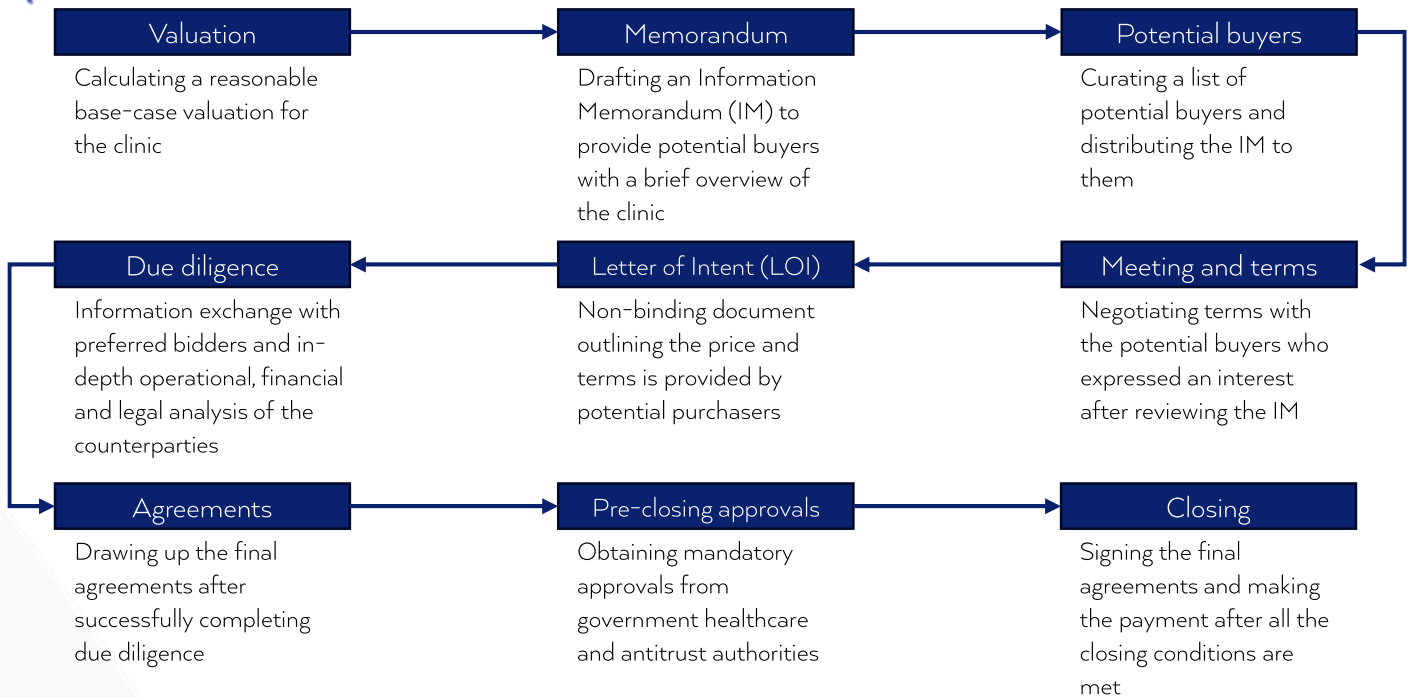 Valuation
Calculating a reasonable
base-case valuation for
the clinic
Memorandum
Drafting an Information
Memorandum (IM) to
provide potential buyers
with a brief overview of
the clinic
Potential buyers
Curating a list of
potential buyers and
distributing the IM to
them
Meeting and terms
Negotiating terms with
the potential buyers who
expressed an interest
after reviewing the IM
Letter of Intent (LOI)
Non-binding document
outlining the price and
terms is provided by
potential purchasers
Due diligence
Information exchange with
preferred bidders and in-
depth operational, financial
and legal analysis of the
counterparties
Agreements
Drawing up the final
agreements after
successfully completing
due diligence
Pre-closing approvals
Obtaining mandatory
approvals from
government healthcare
and antitrust authorities
Closing
Signing the final
agreements and making
the payment after all the
closing conditions are
met